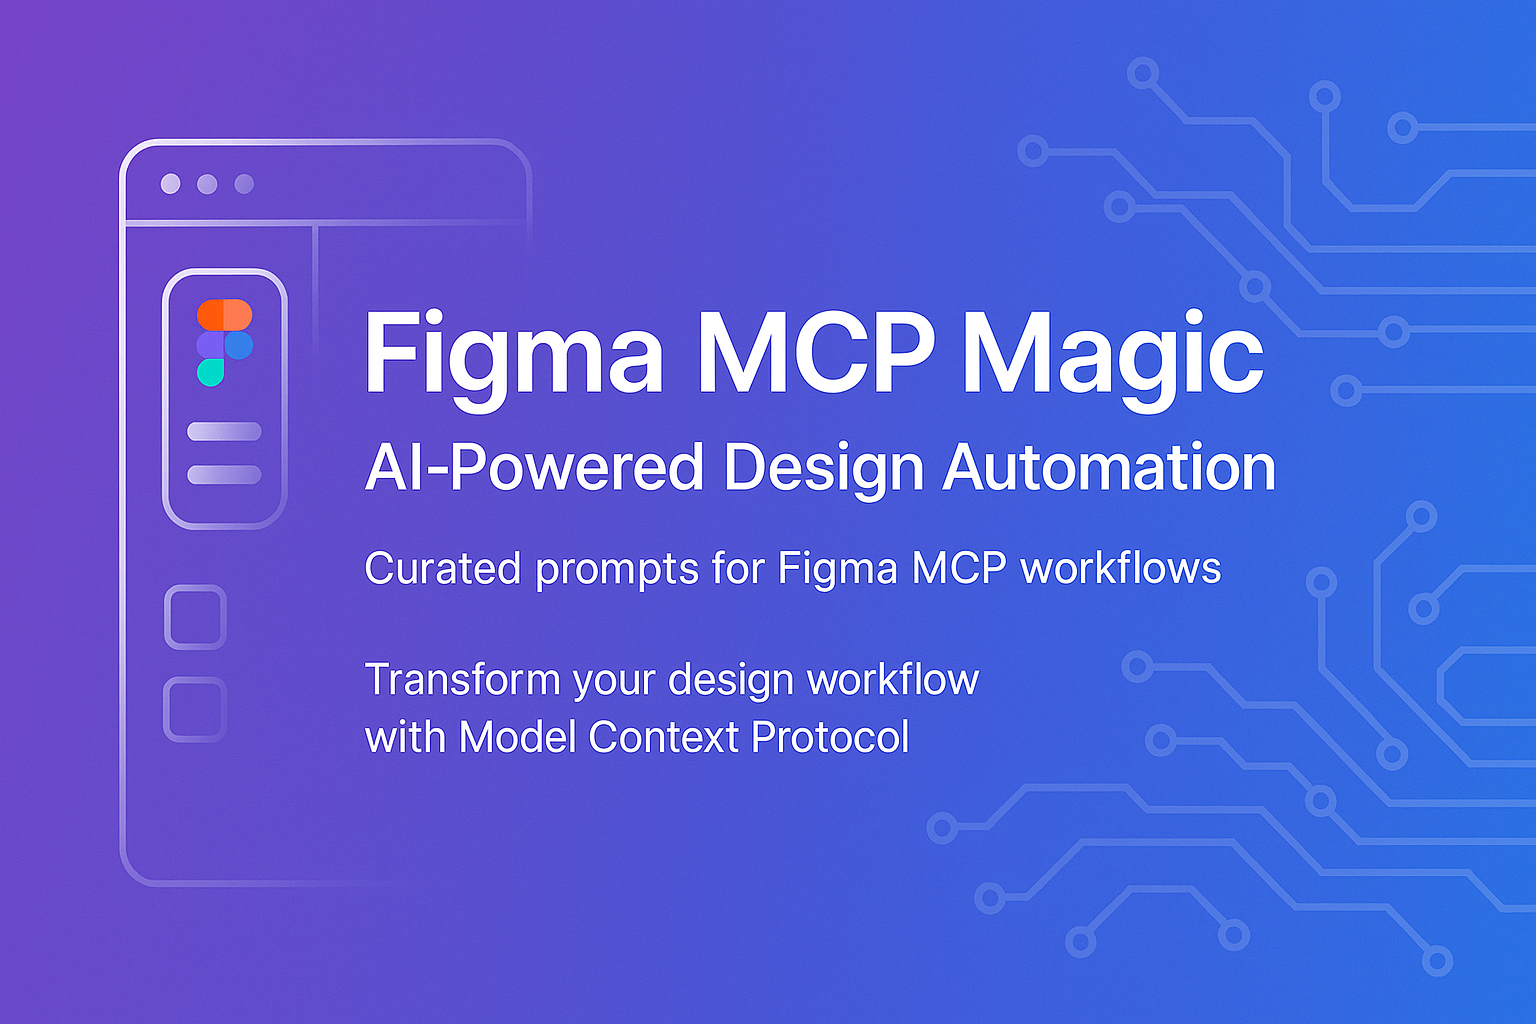 Figma MCP Magic
AI-Powered Design Automation
Curated prompts for Figma MCP workflows
Transform your design workflow
with Model Context Protocol